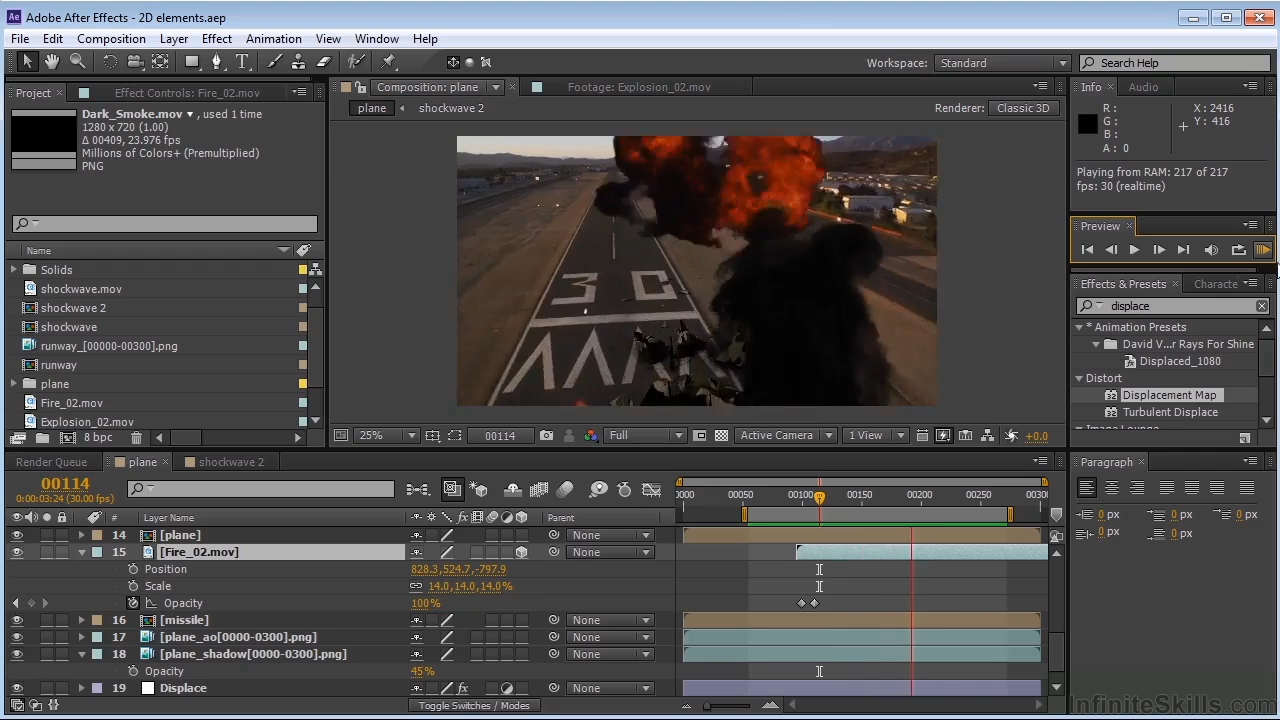 Adobe After Effects - 2D elements.aep
File Edit Composition Layer Effect Animation View Window Help
Workspace: Standard Search Help
Project Effect Controls: Fire_02.mov
Dark_Smoke.mov , used 1 time
1280 x 720 (1.00)
Δ 00409, 23.976 fps
Millions of Colors+ (Premultiplied)
PNG
Name
Solids
shockwave.mov
shockwave 2
shockwave
runway_[00000-00300].png
runway
plane
Fire_02.mov
Explosion_02.mov
8 bpc
Composition: plane Footage: Explosion_02.mov
plane shockwave 2 Renderer: Classic 3D
25% 00114 Full Active Camera 1 View +0.0
Info Audio
R: X: 2416
G: Y: 416
B:
A: 0
Playing from RAM: 217 of 217
fps: 30 (realtime)
Preview
Effects & Presets Characte
displace
* Animation Presets
David V...r Rays For Shine
Displaced_1080
Distort
Displacement Map
Turbulent Displace
Render Queue plane shockwave 2
00114
0:00:03:24 (30.00 fps)
0000 00050 00100 00150 00200 00250 00300
# Layer Name Parent
14 [plane] None
15 [Fire_02.mov] None
Position 828.3,524.7,-797.9
Scale 14.0,14.0,14.0%
Opacity 100%
16 [missile] None
17 [plane_ao[0000-0300].png] None
18 [plane_shadow[0000-0300].png] None
Opacity 45%
19 Displace None
Toggle Switches / Modes
Paragraph
0 px 0 px 0 px
0 px 0 px
InfiniteSkills.com